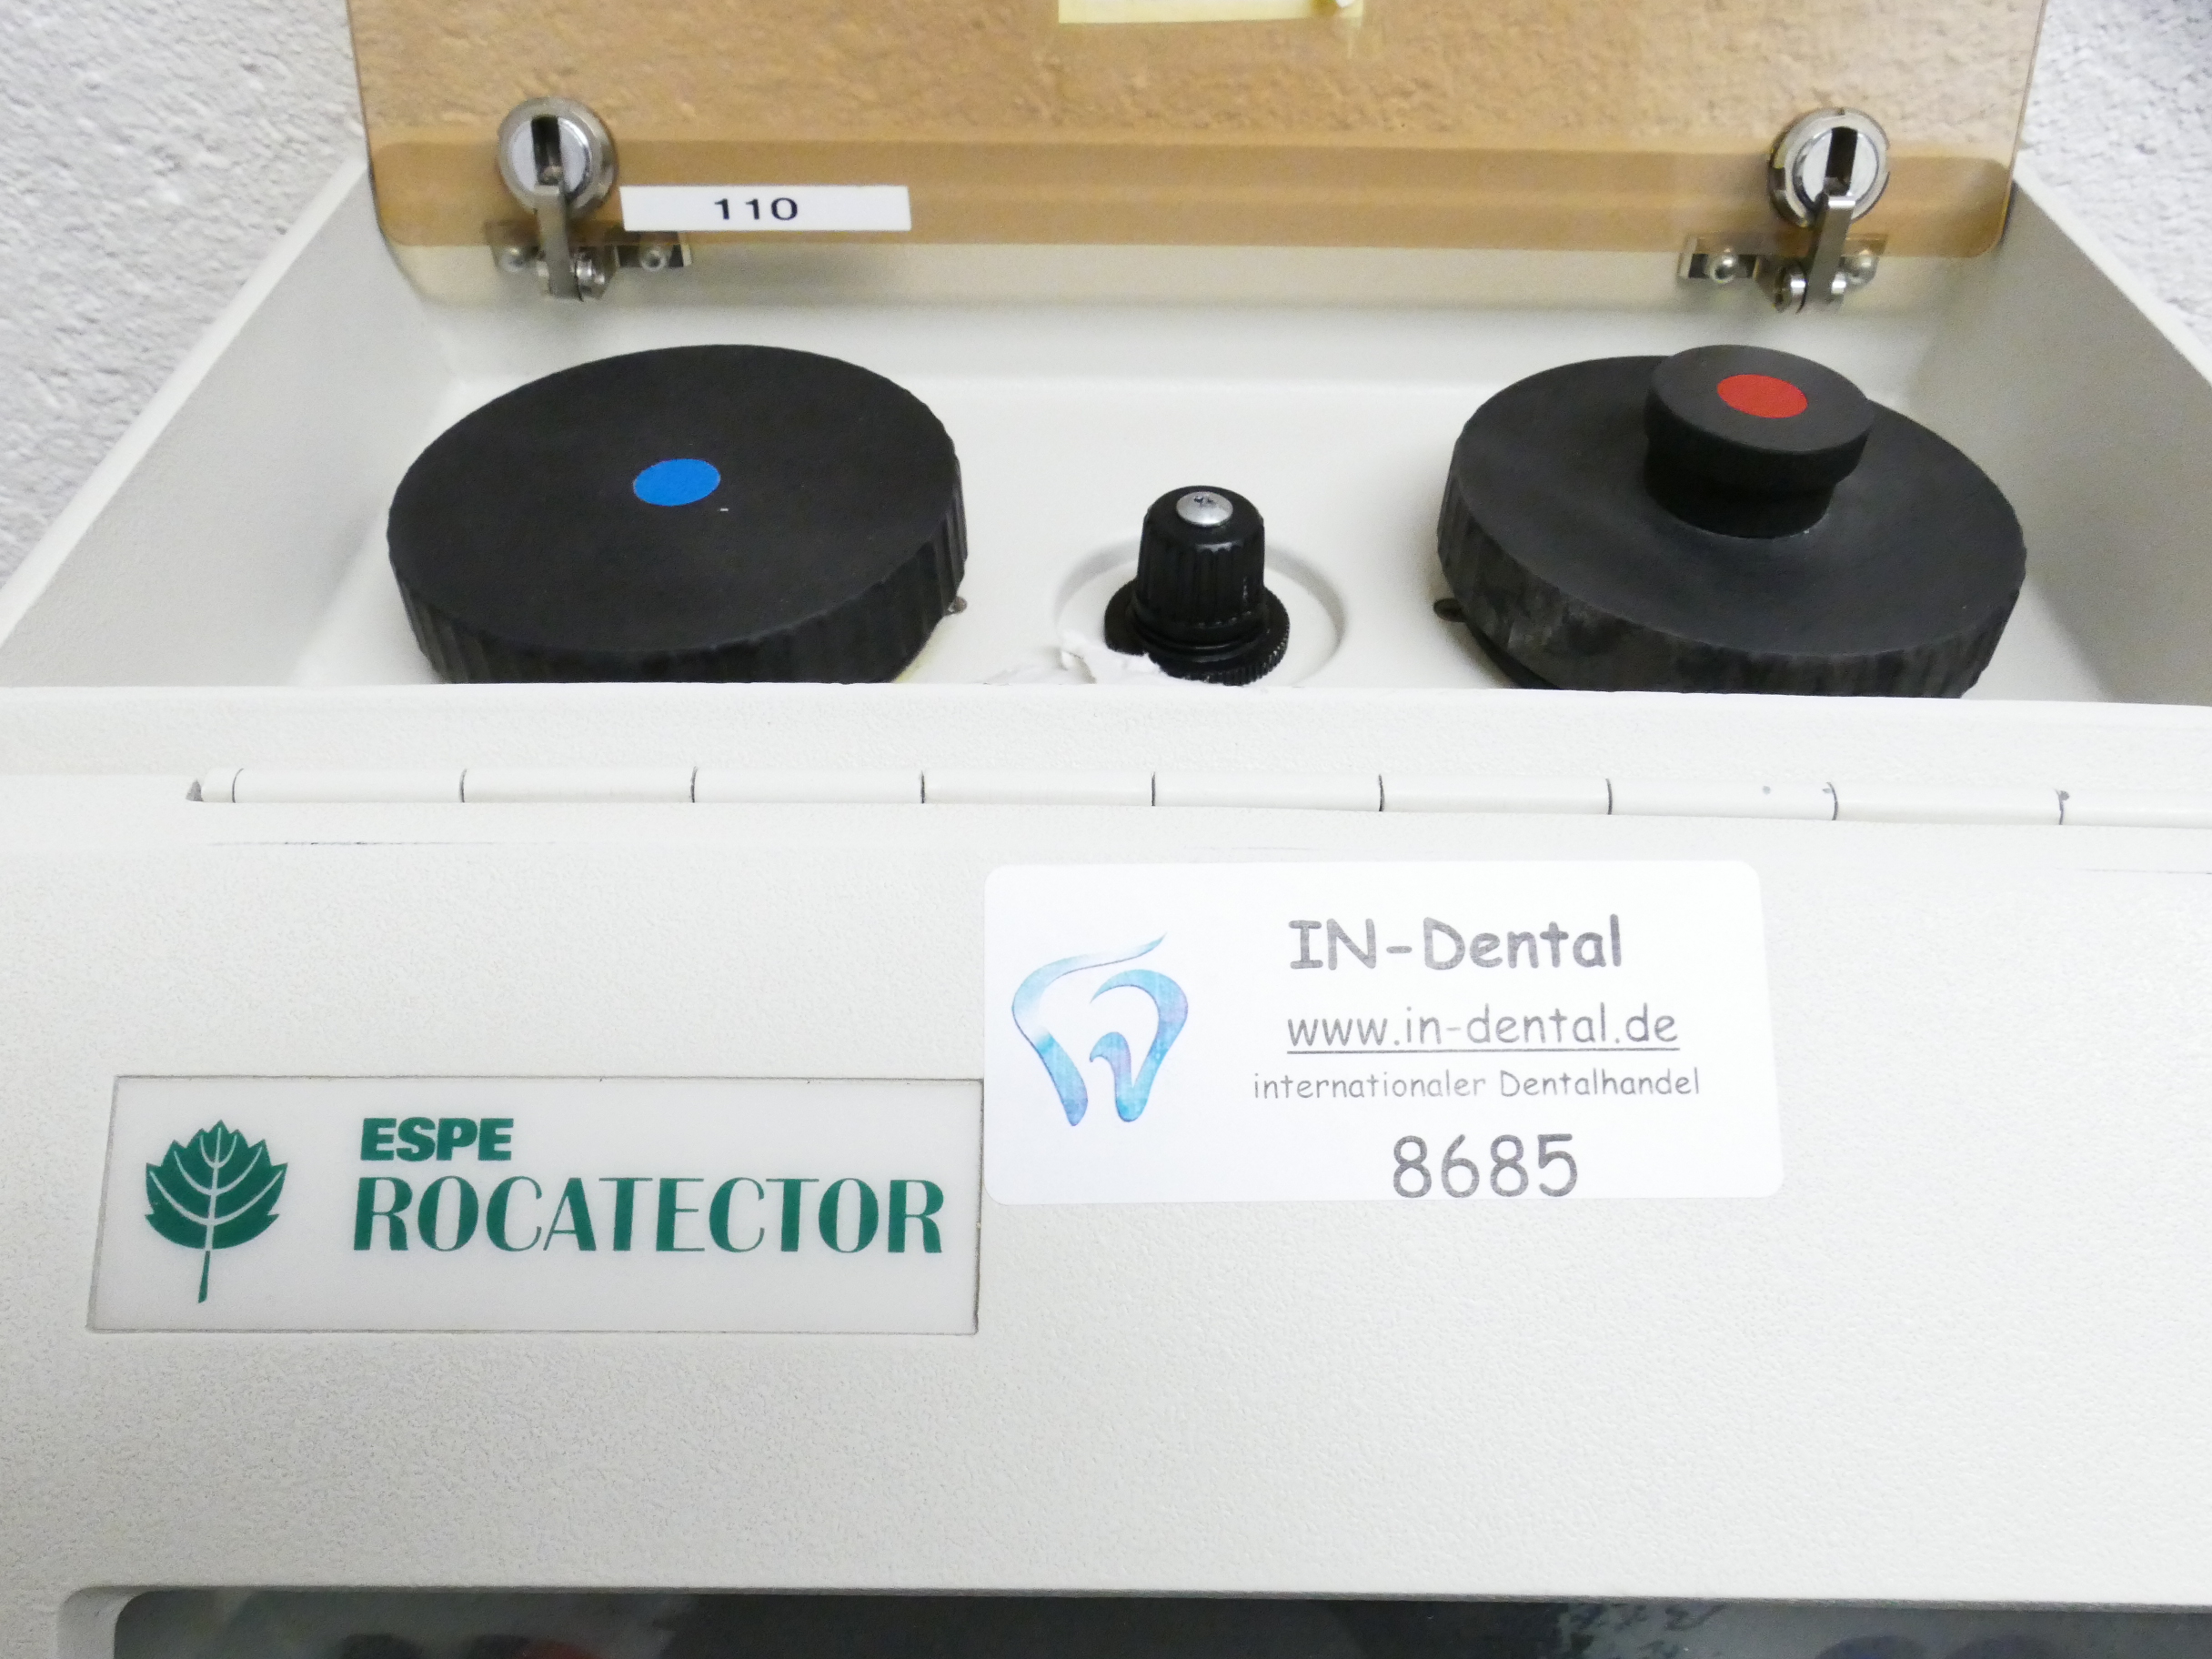 110
IN-Dental
www.in-dental.de
internationaler Dentalhandel
8685
ESPE
ROCATECTOR